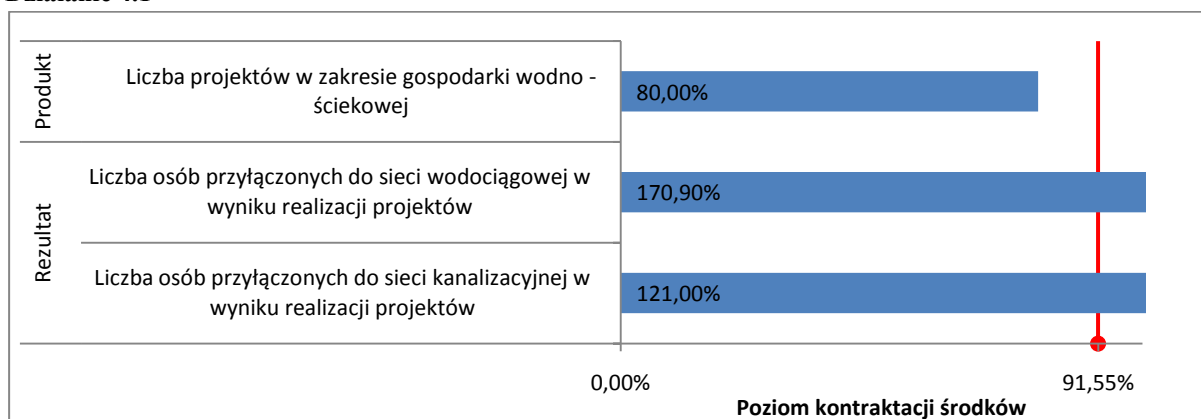 Produkt
Liczba projektów w zakresie gospodarki wodno -
ściekowej
80,00%
Rezultat
Liczba osób przyłączonych do sieci wodociągowej w
wyniku realizacji projektów
170,90%
Liczba osób przyłączonych do sieci kanalizacyjnej w
wyniku realizacji projektów
121,00%
0,00%
91,55%
Poziom kontraktacji środków